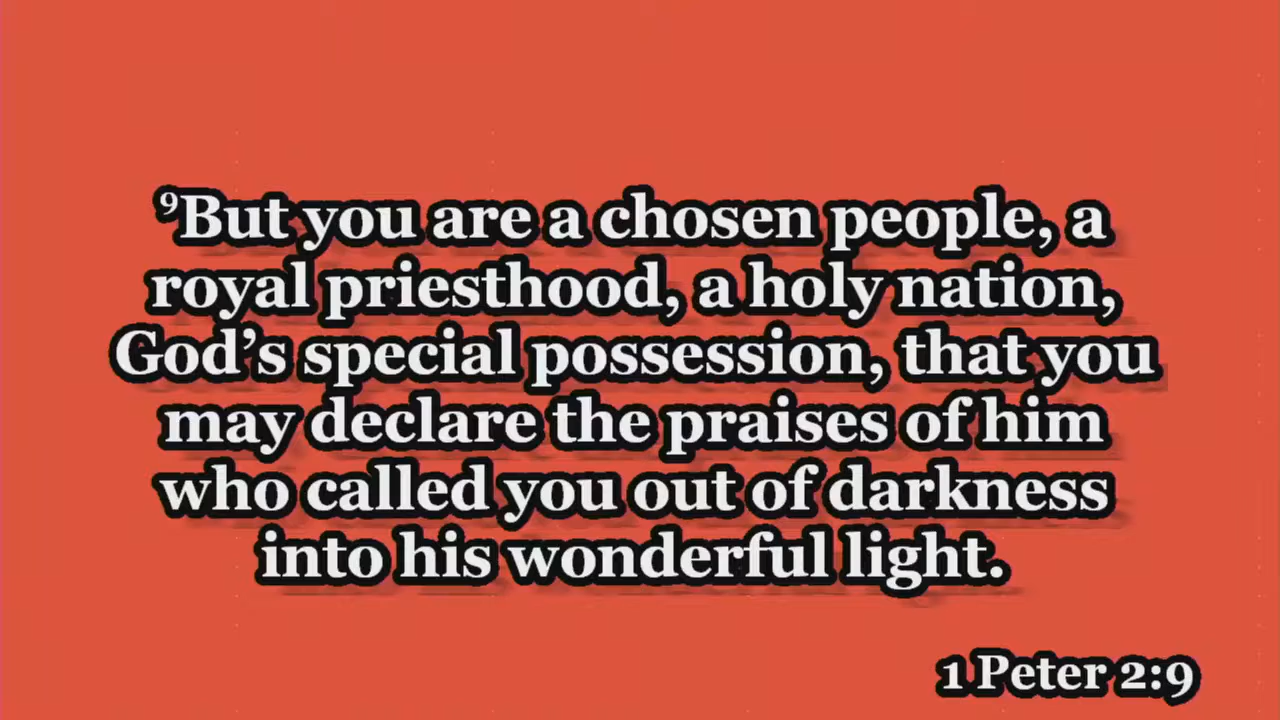 ⁹But you are a chosen people, a
royal priesthood, a holy nation,
God’s special possession, that you
may declare the praises of him
who called you out of darkness
into his wonderful light.
1 Peter 2:9